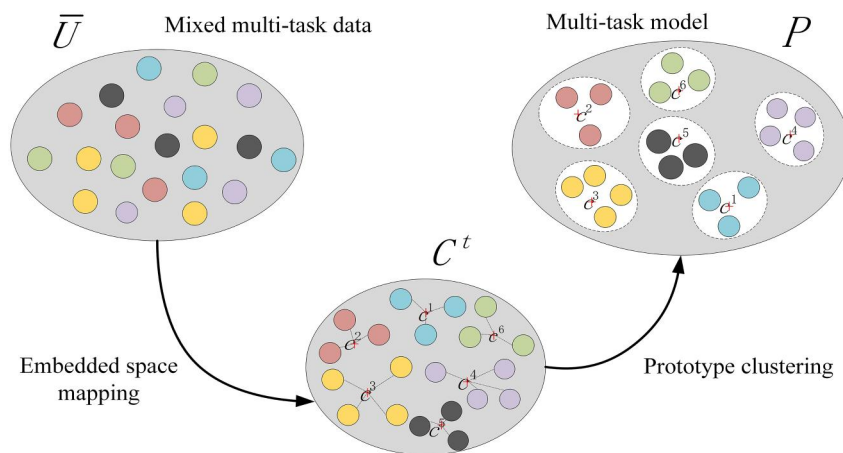 U̅
Mixed multi-task data
Multi-task model
P
c²
c⁶
c⁵
c⁴
c³
c¹
Cᵗ
c¹
c²
c⁶
c³
c⁴
c⁵
Embedded space
mapping
Prototype clustering